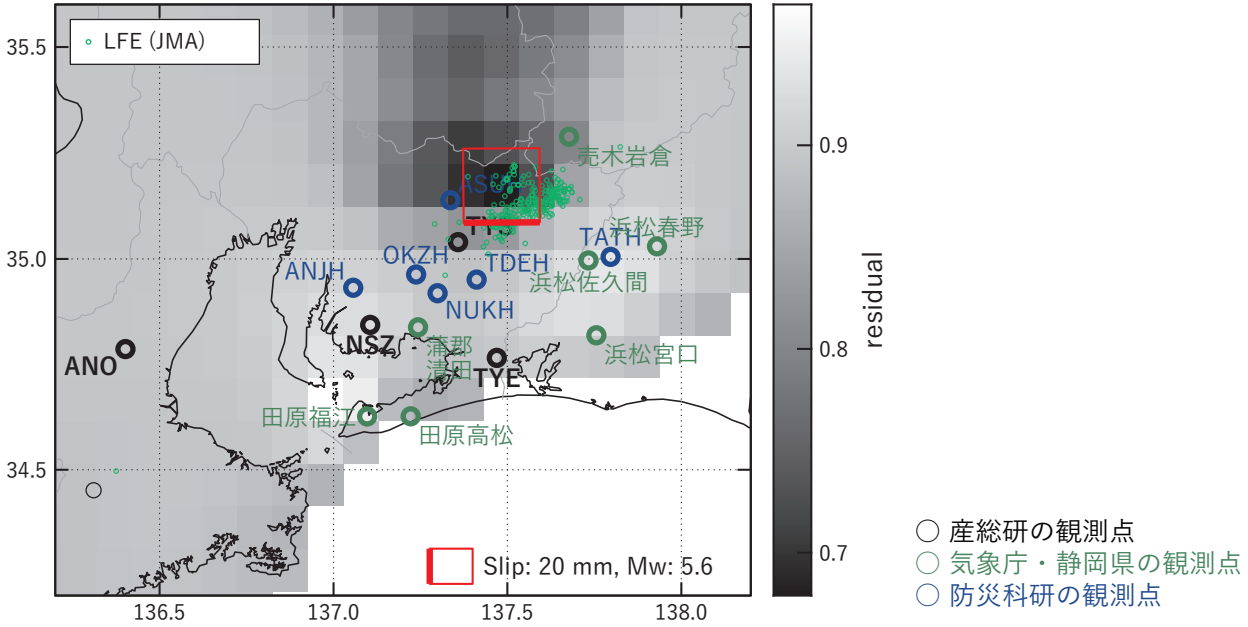 35.5
35.0
34.5
136.5
137.0
137.5
138.0
LFE (JMA)
売木岩倉
浜松春野
TATH
OKZH
TDEH
ANJH
浜松佐久間
NUKH
NSZ
蒲郡
清田
浜松宮口
ANO
TYE
田原福江
田原高松
Slip: 20 mm, Mw: 5.6
0.9
0.8
0.7
residual
産総研の観測点
気象庁・静岡県の観測点
防災科研の観測点